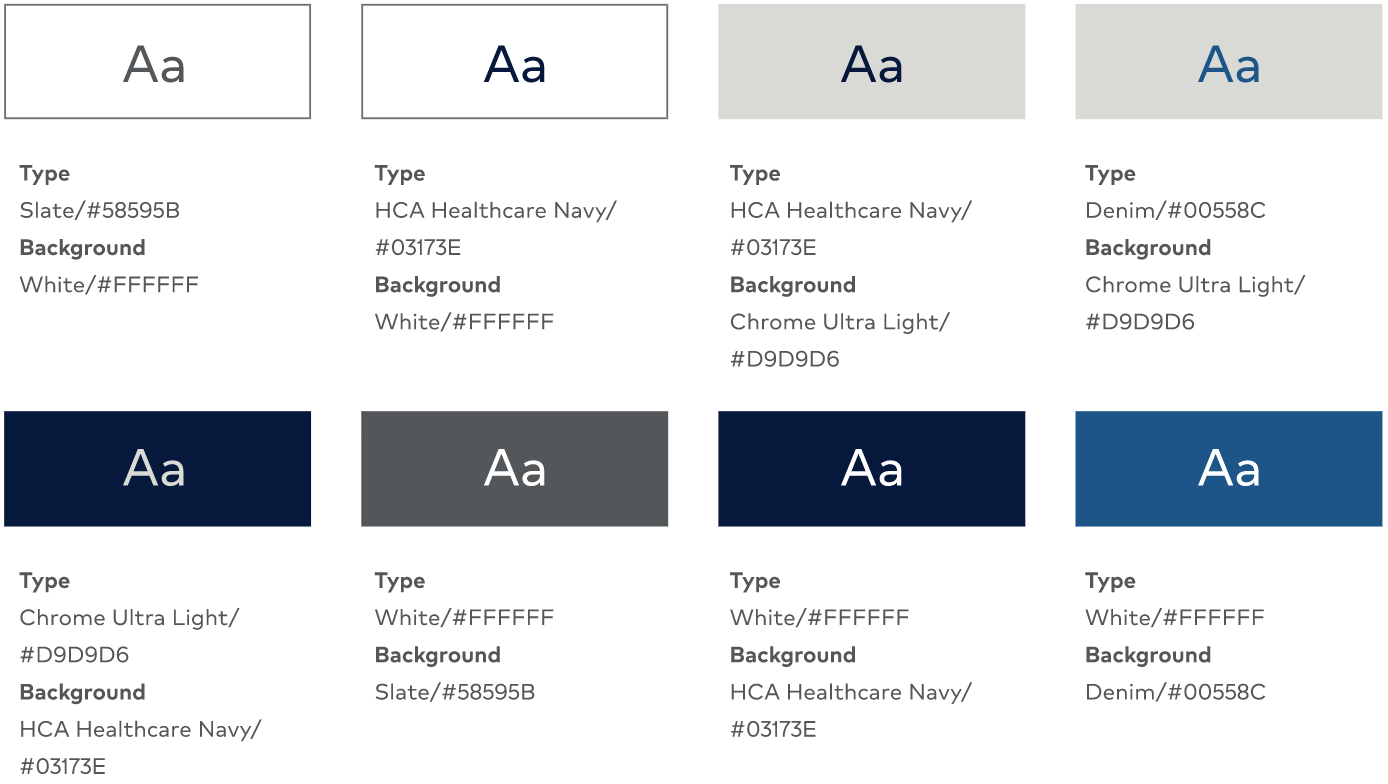 Aa
Type
Slate/#58595B
Background
White/#FFFFFF
Aa
Type
HCA Healthcare Navy/
#03173E
Background
White/#FFFFFF
Aa
Type
HCA Healthcare Navy/
#03173E
Background
Chrome Ultra Light/
#D9D9D6
Aa
Type
Denim/#00558C
Background
Chrome Ultra Light/
#D9D9D6
Aa
Type
Chrome Ultra Light/
#D9D9D6
Background
HCA Healthcare Navy/
#03173E
Aa
Type
White/#FFFFFF
Background
Slate/#58595B
Aa
Type
White/#FFFFFF
Background
HCA Healthcare Navy/
#03173E
Aa
Type
White/#FFFFFF
Background
Denim/#00558C